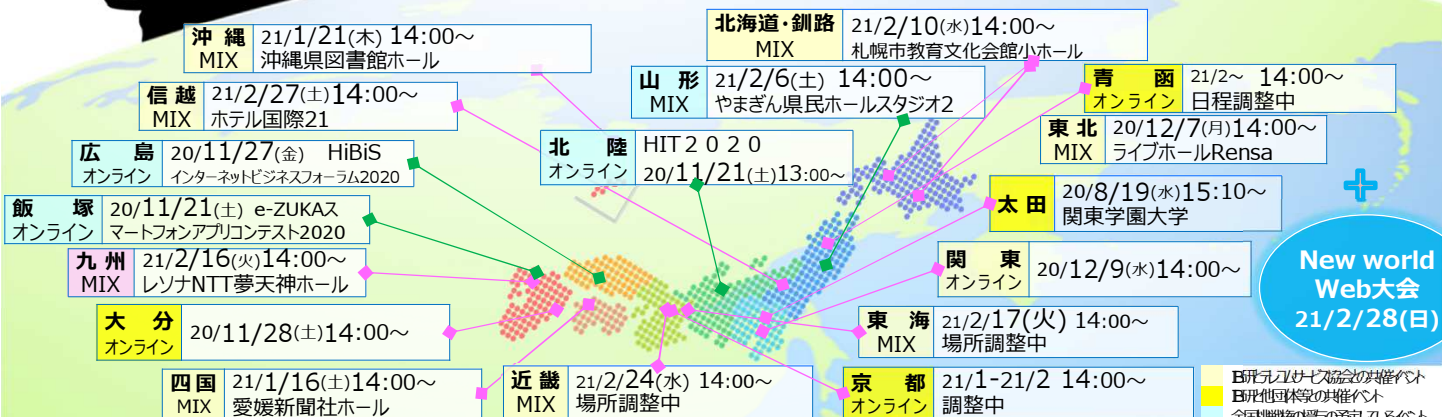 沖縄 21/1/21(木) 14:00～
MIX 沖縄県図書館ホール
北海道・釧路 21/2/10(水)14:00～
MIX 札幌市教育文化会館小ホール
信越 21/2/27(土)14:00～
MIX ホテル国際21
山形 21/2/6(土) 14:00～
MIX やまぎん県民ホールスタジオ2
青函 21/2～ 14:00～
オンライン 日程調整中
広島 20/11/27(金) HiBiS
オンライン インターネットビジネスフォーラム2020
北陸 HIT２０２０
オンライン 20/11/21(土)13:00～
東北 20/12/7(月)14:00～
MIX ライブホールRensa
飯塚 20/11/21(土) e-ZUKAス
オンライン マートフォンアプリコンテスト2020
太田 20/8/19(水)15:10～
関東学園大学
九州 21/2/16(火)14:00～
MIX レソナNTT夢天神ホール
関東
オンライン 20/12/9(水)14:00～
New world
Web大会
21/2/28(日)
大分
オンライン 20/11/28(土)14:00～
東海 21/2/17(火) 14:00～
MIX 場所調整中
四国 21/1/16(土)14:00～
MIX 愛媛新聞社ホール
近畿 21/2/24(水) 14:00～
MIX 場所調整中
京都 21/1-21/2 14:00～
オンライン 調整中